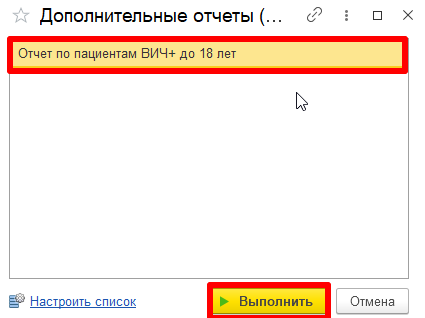 Дополнительные отчеты (...
Отчет по пациентам ВИЧ+ до 18 лет
Настроить список
Выполнить
Отмена